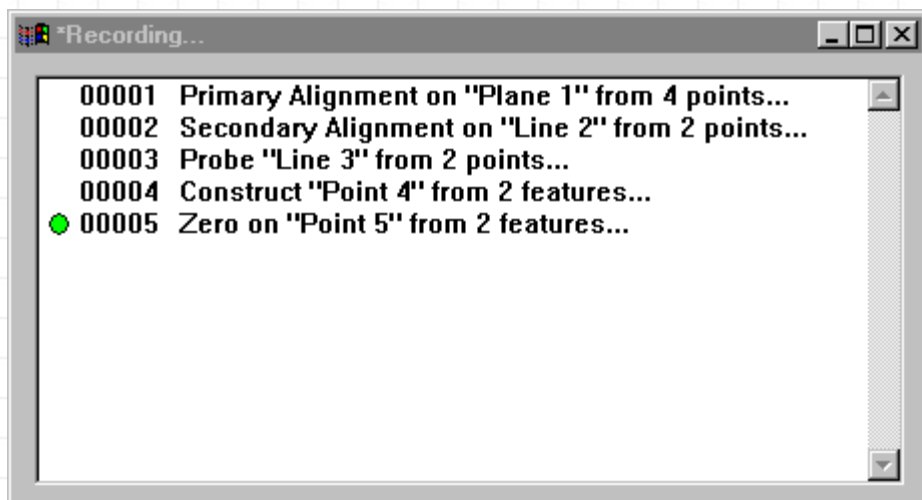 *Recording...
00001 Primary Alignment on "Plane 1" from 4 points...
00002 Secondary Alignment on "Line 2" from 2 points...
00003 Probe "Line 3" from 2 points...
00004 Construct "Point 4" from 2 features...
00005 Zero on "Point 5" from 2 features...